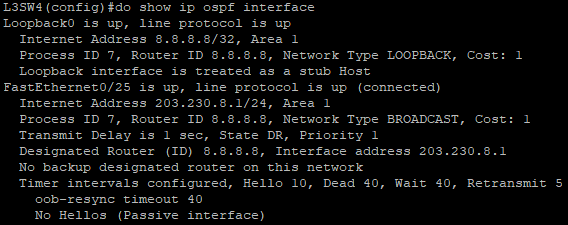 L3SW4(config)#do show ip ospf interface
Loopback0 is up, line protocol is up
Internet Address 8.8.8.8/32, Area 1
Process ID 7, Router ID 8.8.8.8, Network Type LOOPBACK, Cost: 1
Loopback interface is treated as a stub Host
FastEthernet0/25 is up, line protocol is up (connected)
Internet Address 203.230.8.1/24, Area 1
Process ID 7, Router ID 8.8.8.8, Network Type BROADCAST, Cost: 1
Transmit Delay is 1 sec, State DR, Priority 1
Designated Router (ID) 8.8.8.8, Interface address 203.230.8.1
No backup designated router on this network
Timer intervals configured, Hello 10, Dead 40, Wait 40, Retransmit 5
oob-resync timeout 40
No Hellos (Passive interface)